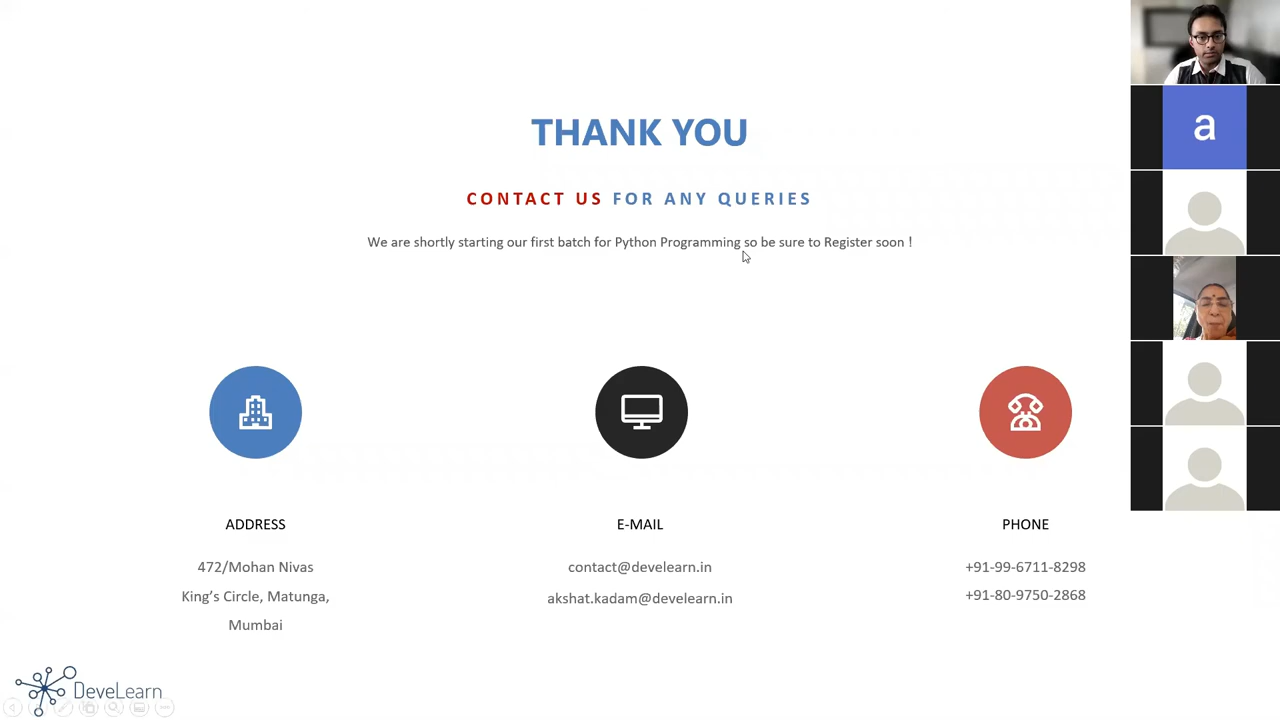 THANK YOU
CONTACT US FOR ANY QUERIES
We are shortly starting our first batch for Python Programming so be sure to Register soon !
a
ADDRESS
472/Mohan Nivas
King's Circle, Matunga,
Mumbai
E-MAIL
contact@develearn.in
akshat.kadam@develearn.in
PHONE
+91-99-6711-8298
+91-80-9750-2868
DeveLearn